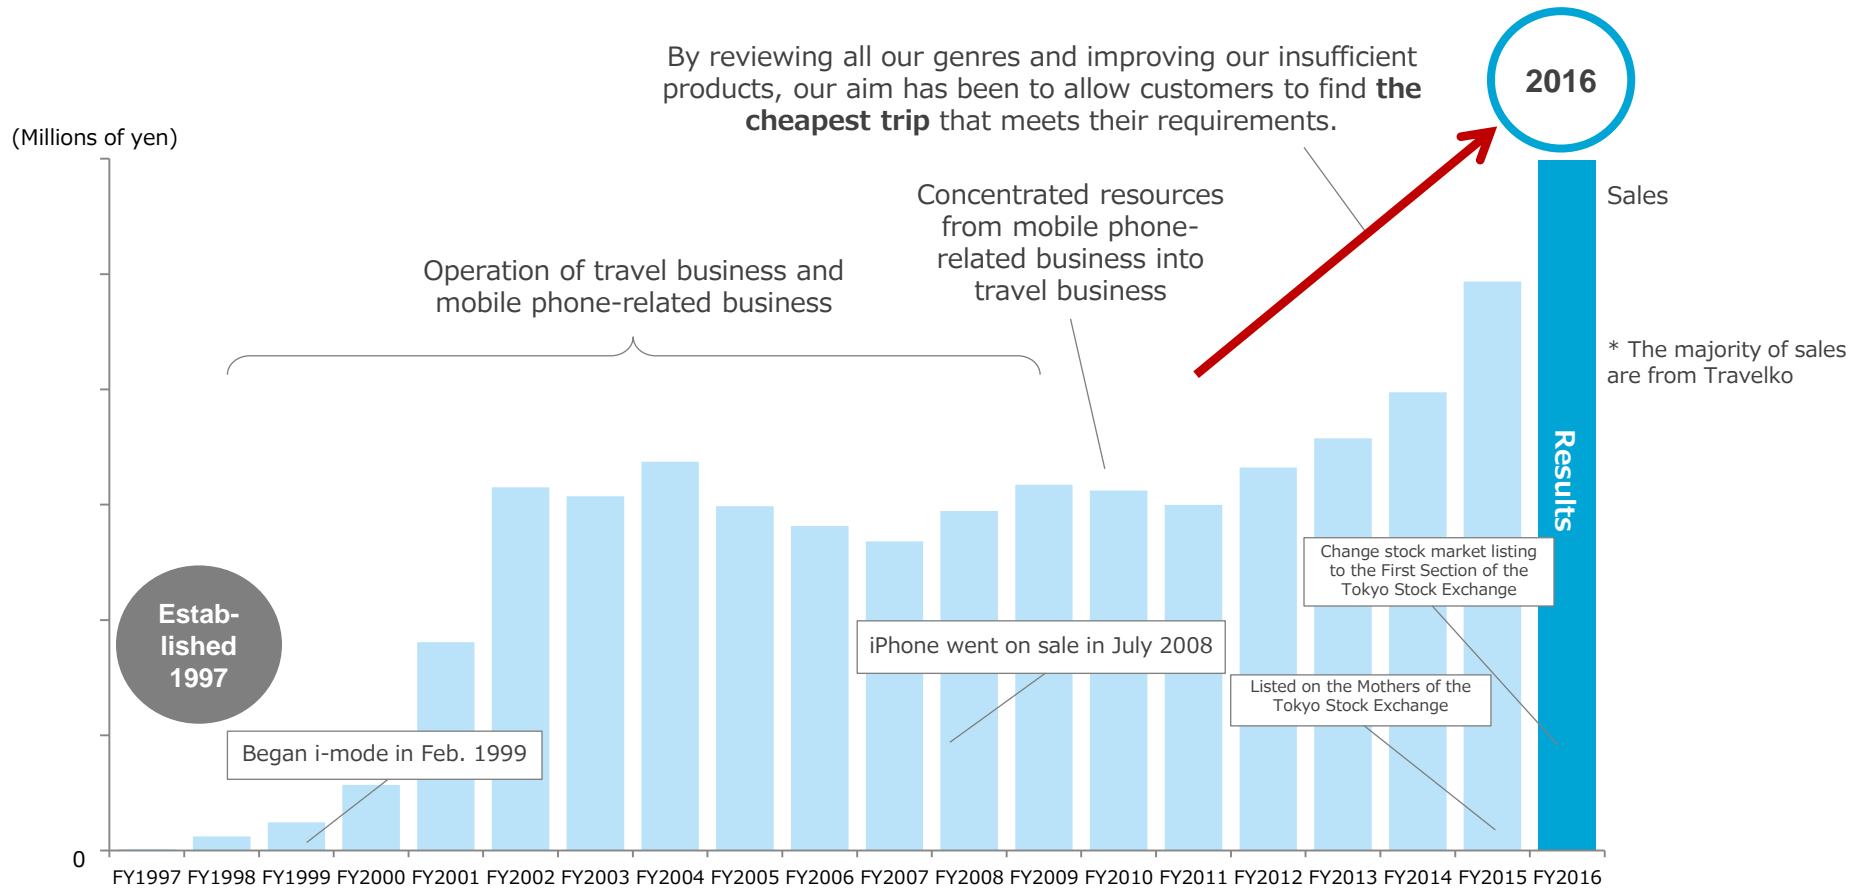 By reviewing all our genres and improving our insufficient
products, our aim has been to allow customers to find the
cheapest trip that meets their requirements.
2016
(Millions of yen)
Concentrated resources
from mobile phone-
related business into
travel business
Sales
Operation of travel business and
mobile phone-related business
* The majority of sales
are from Travelko
Results
Change stock market listing
to the First Section of the
Tokyo Stock Exchange
Estab-
lished
1997
iPhone went on sale in July 2008
Listed on the Mothers of the
Tokyo Stock Exchange
Began i-mode in Feb. 1999
0
FY1997 FY1998 FY1999 FY2000 FY2001 FY2002 FY2003 FY2004 FY2005 FY2006 FY2007 FY2008 FY2009 FY2010 FY2011 FY2012 FY2013 FY2014 FY2015 FY2016